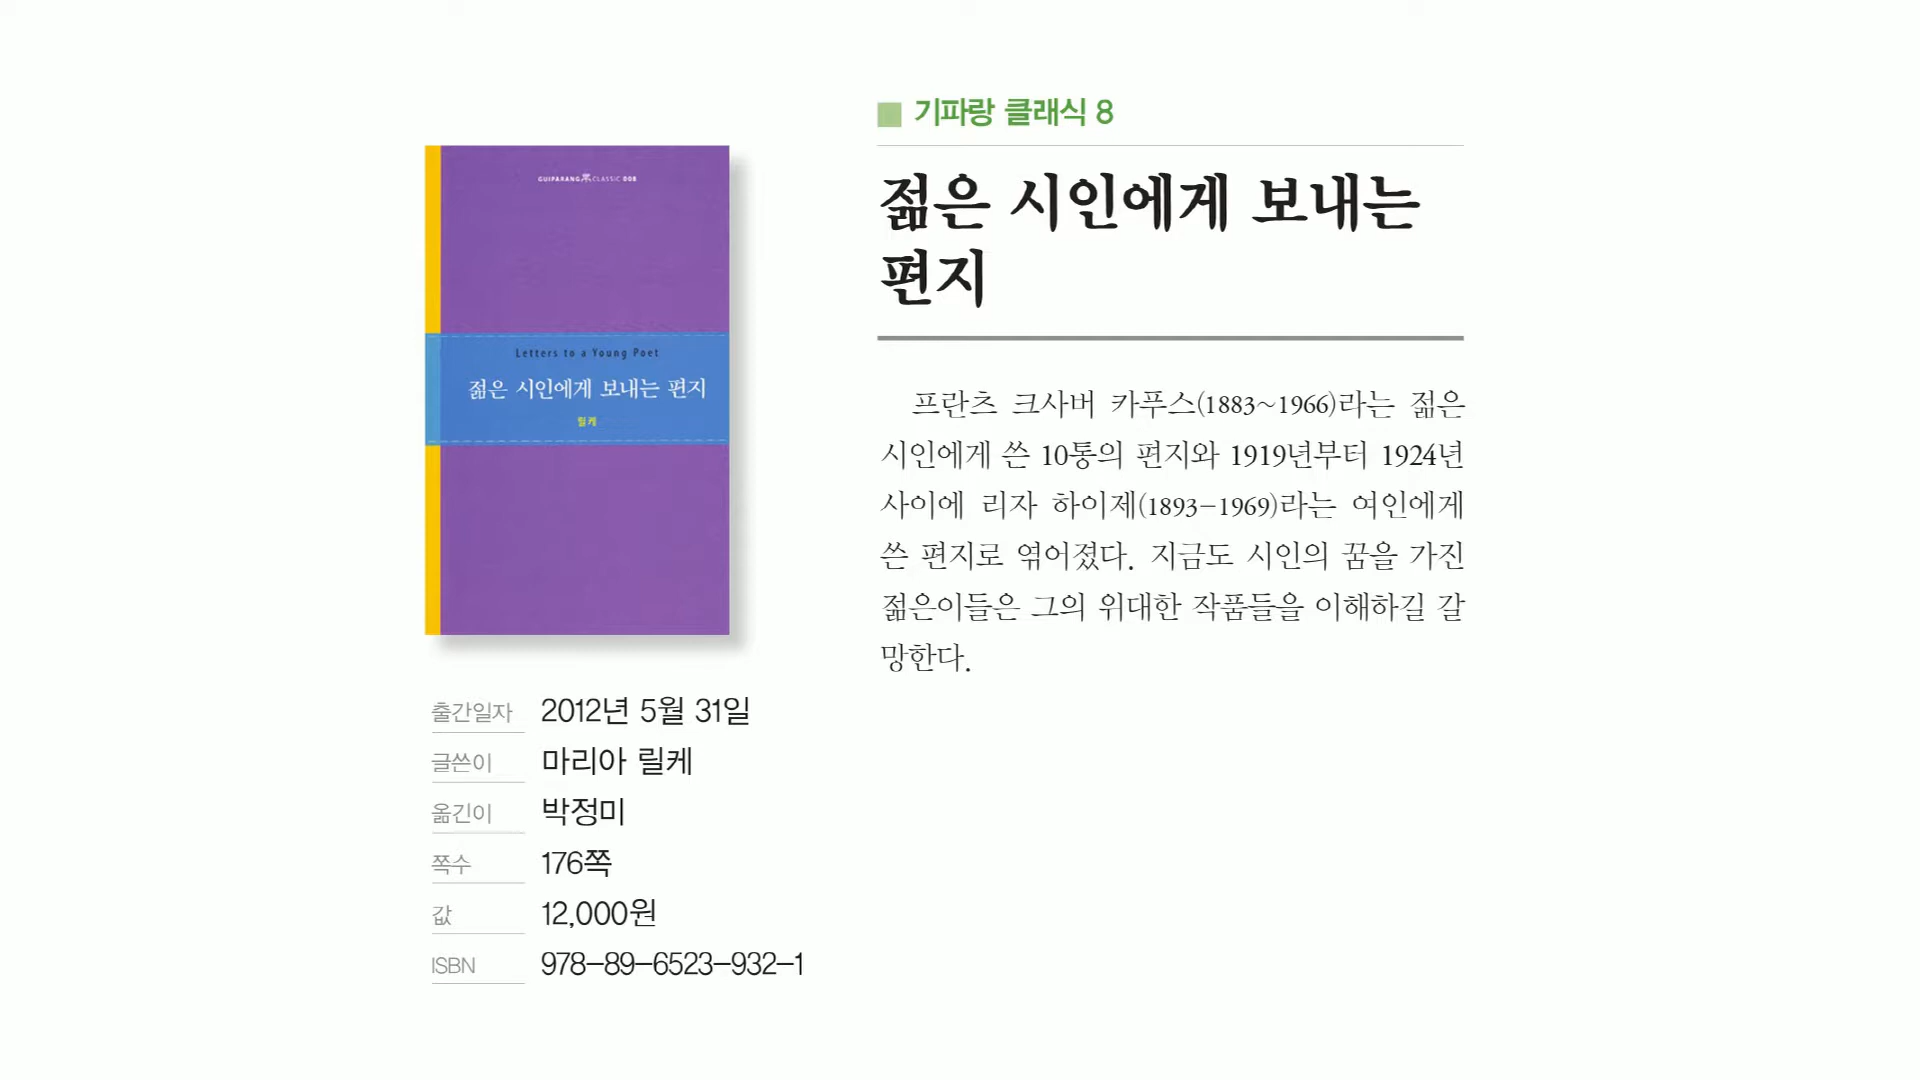 기파랑 클래식 8
젊은 시인에게 보내는
편지
GUIPARANG CLASSIC 008
Letters to a Young Poet
젊은 시인에게 보내는 편지
릴케
프란츠 크사버 카푸스(1883~1966)라는 젊은
시인에게 쓴 10통의 편지와 1919년부터 1924년
사이에 리자 하이제(1893-1969)라는 여인에게
쓴 편지로 엮어졌다. 지금도 시인의 꿈을 가진
젊은이들은 그의 위대한 작품들을 이해하길 갈
망한다.
출간일자 2012년 5월 31일
글쓴이 마리아 릴케
옮긴이 박정미
쪽수 176쪽
값 12,000원
ISBN 978-89-6523-932-1